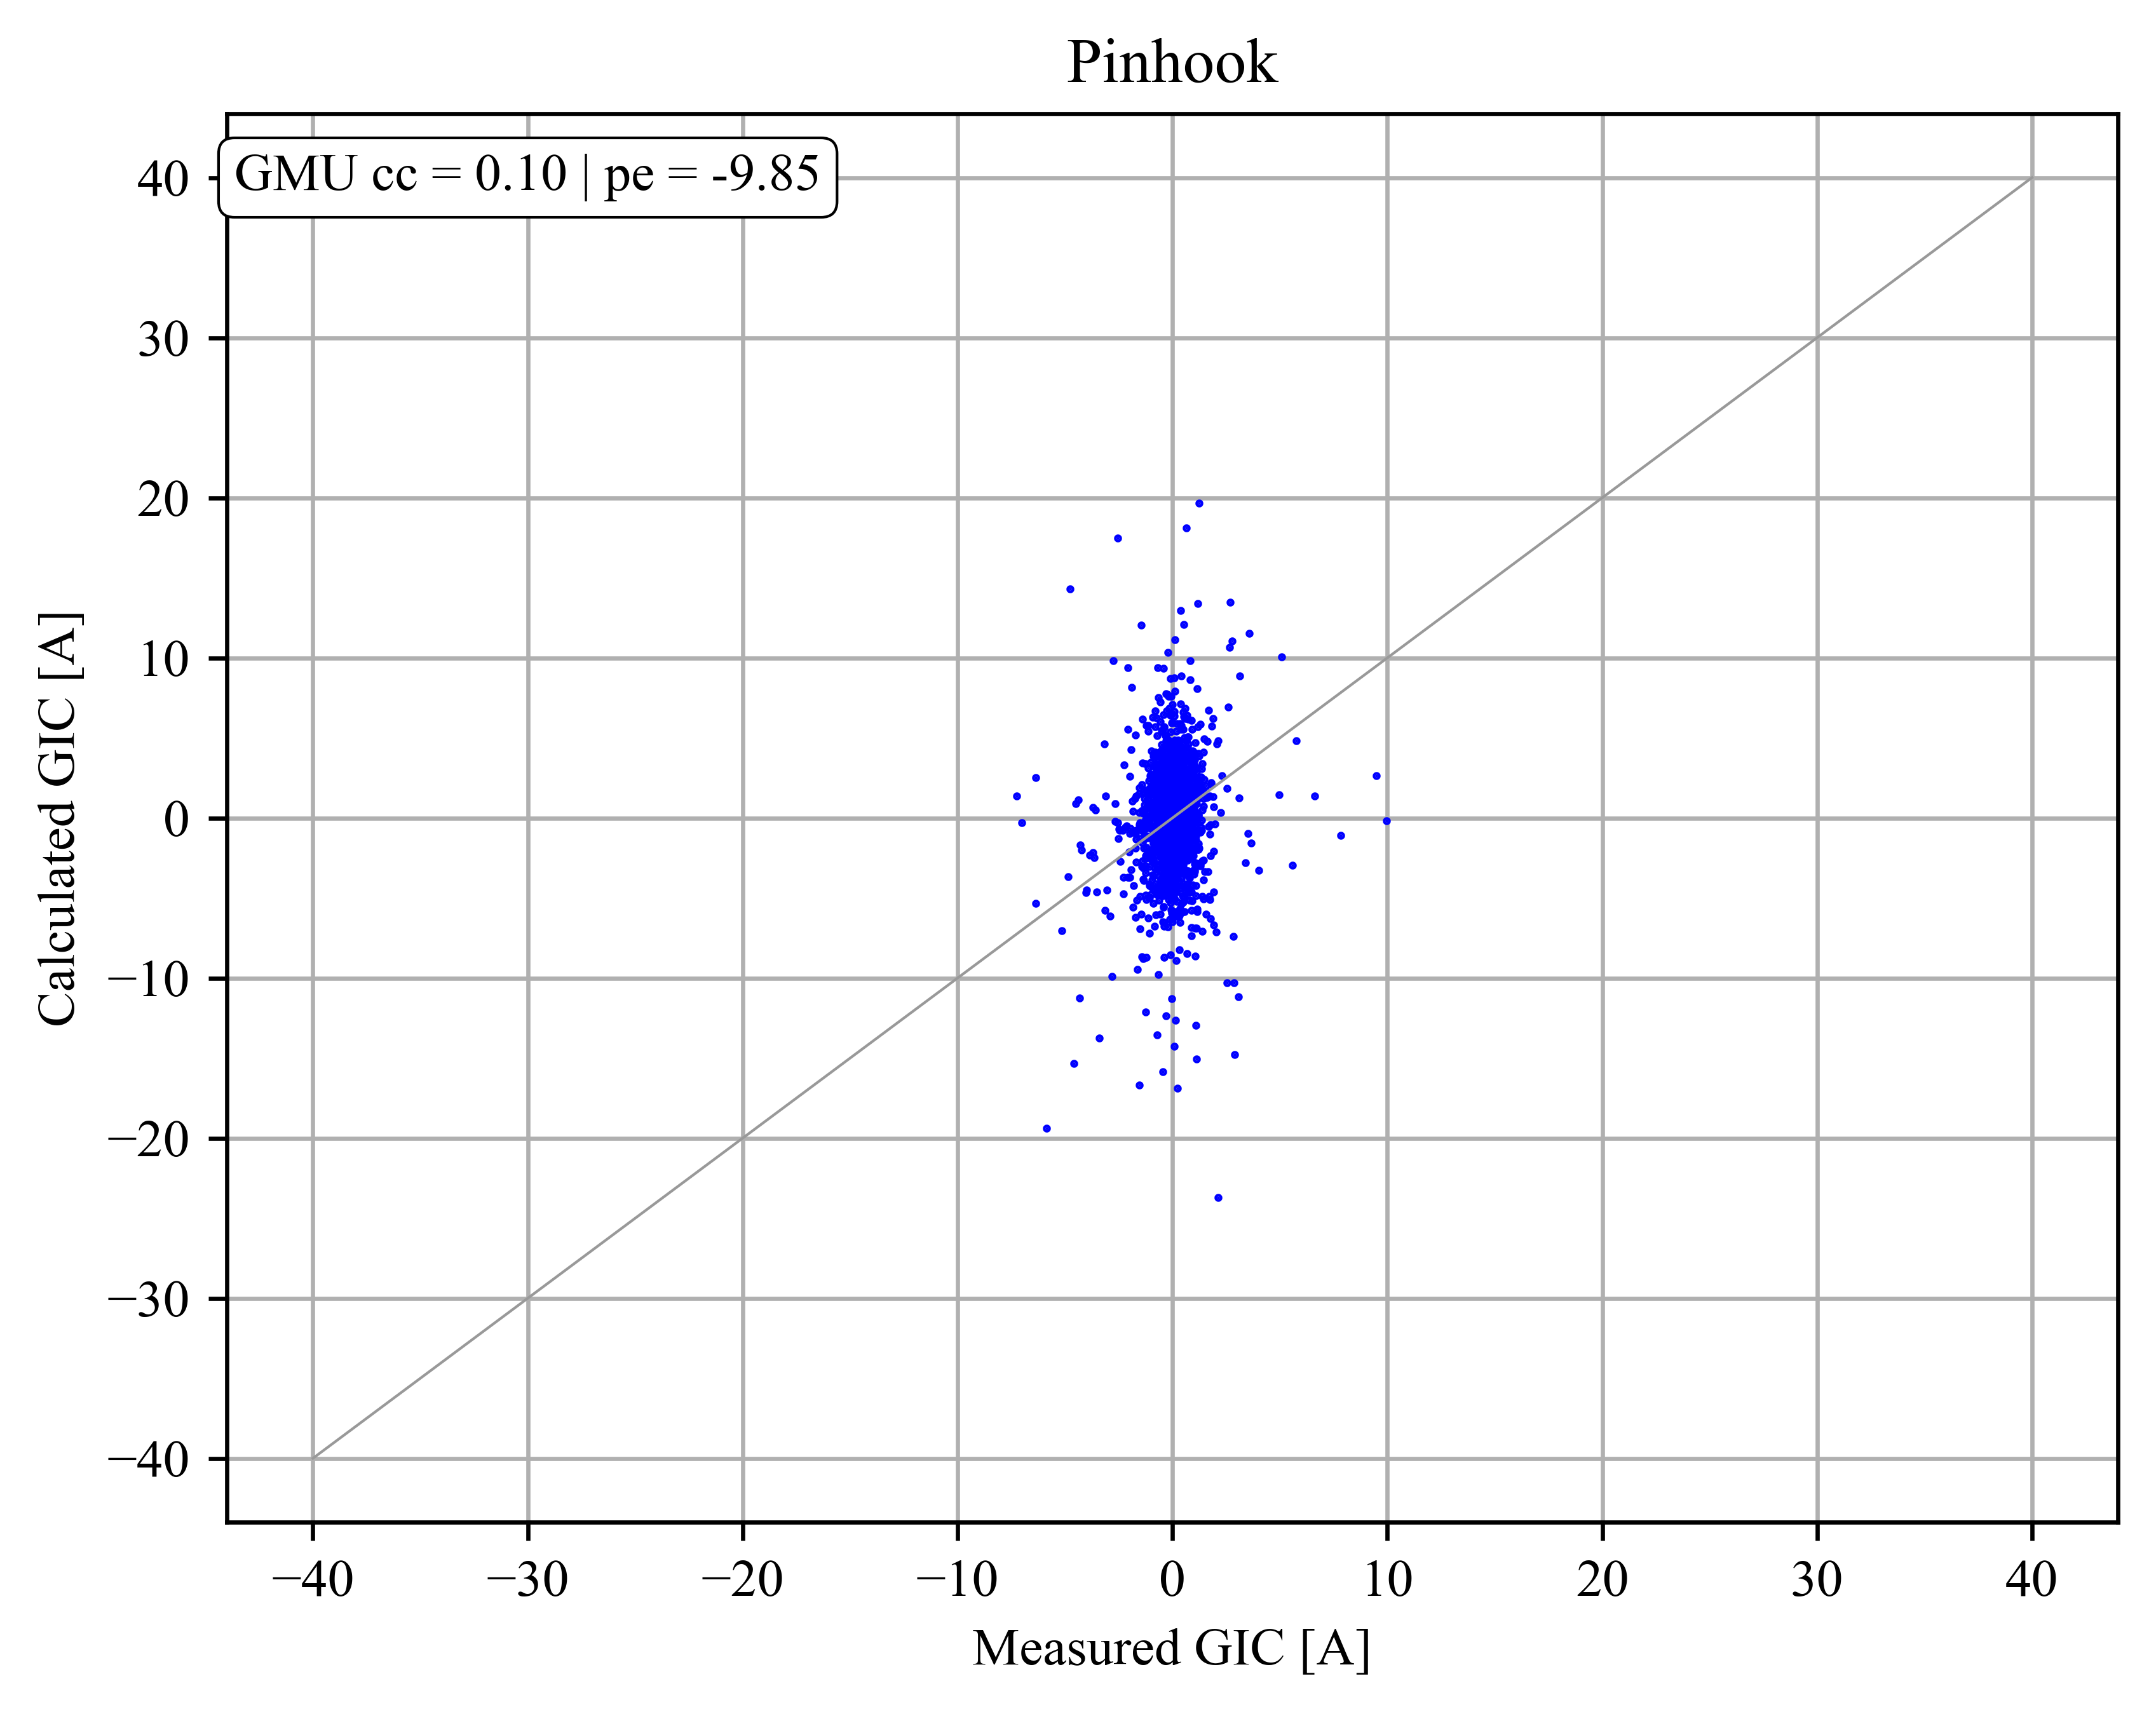 Pinhook
GMU cc = 0.10 | pe = -9.85
Calculated GIC [A]
40
30
20
10
0
−10
−20
−30
−40
−40 −30 −20 −10 0 10 20 30 40
Measured GIC [A]